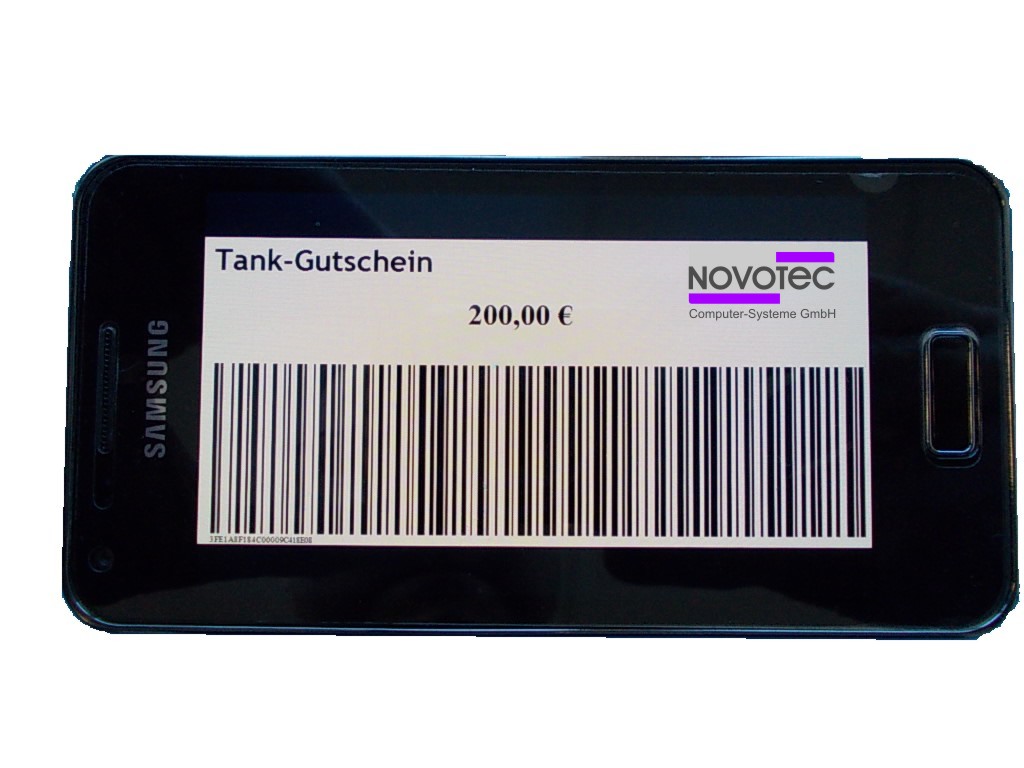 Tank-Gutschein
NOVOTEC
Computer-Systeme GmbH
200,00 €
SAMSUNG